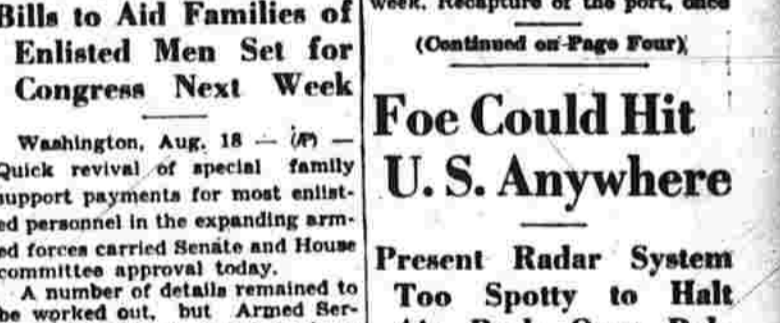 Bills to Aid Families of
Enlisted Men Set for
Congress Next Week
Washington, Aug. 18 — (AP) —
Quick revival of special family
support payments for most enlist-
ed personnel in the expanding arm-
ed forces carried Senate and House
committee approval today.
A number of details remained to
be worked out, but Armed Ser-
week. Recapture of the port, once
(Continued on Page Four)
Foe Could Hit
U. S. Anywhere
Present Radar System
Too Spotty to Halt